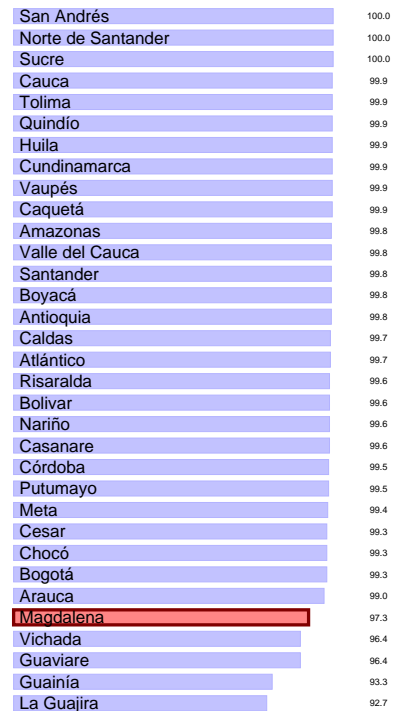 San Andrés 100.0
Norte de Santander 100.0
Sucre 100.0
Cauca 99.9
Tolima 99.9
Quindío 99.9
Huila 99.9
Cundinamarca 99.9
Vaupés 99.9
Caquetá 99.9
Amazonas 99.8
Valle del Cauca 99.8
Santander 99.8
Boyacá 99.8
Antioquia 99.8
Caldas 99.7
Atlántico 99.7
Risaralda 99.6
Bolivar 99.6
Nariño 99.6
Casanare 99.6
Córdoba 99.5
Putumayo 99.5
Meta 99.4
Cesar 99.3
Chocó 99.3
Bogotá 99.3
Arauca 99.0
Magdalena 97.3
Vichada 96.4
Guaviare 96.4
Guainía 93.3
La Guajira 92.7